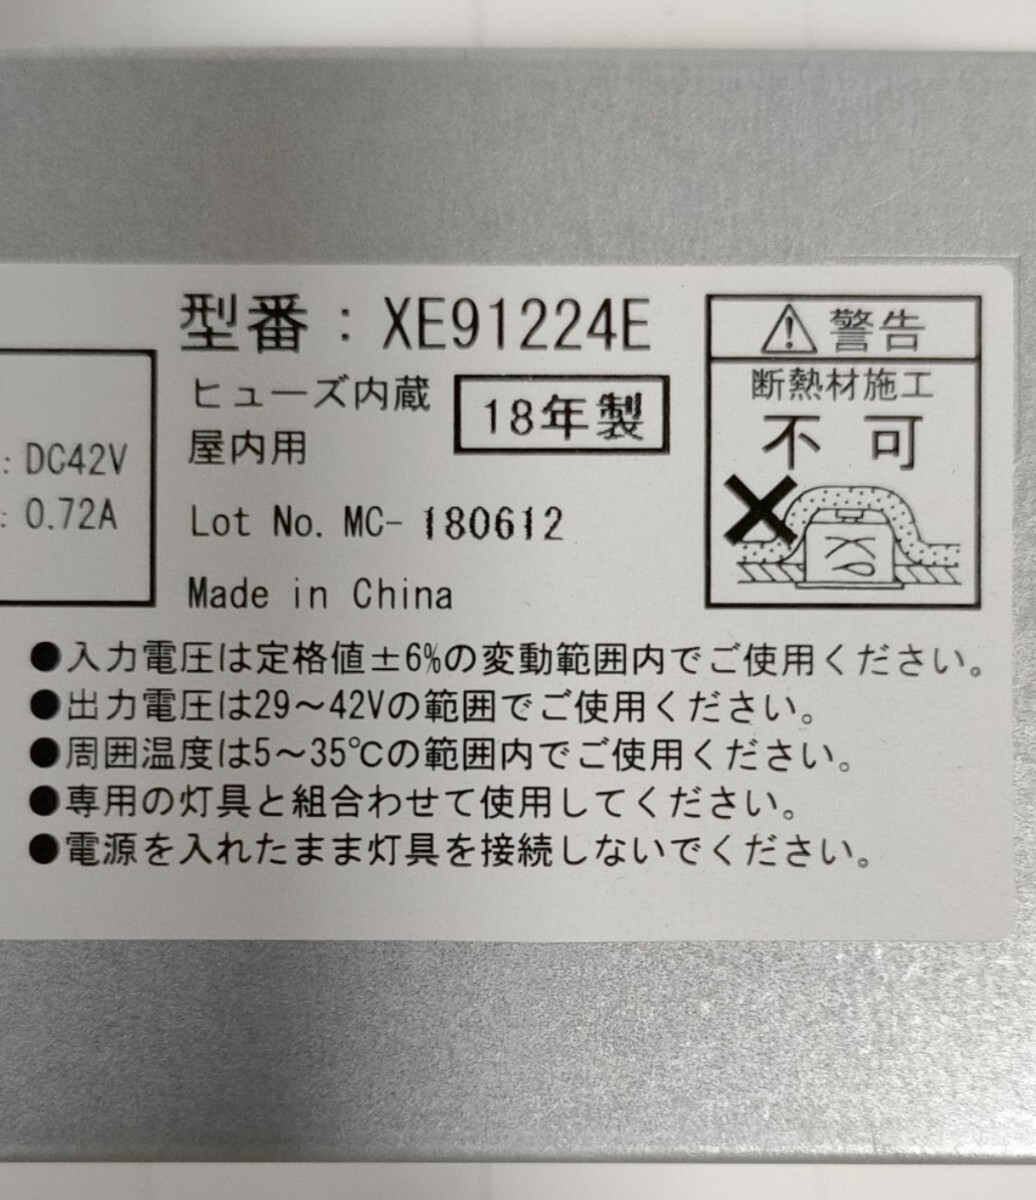 型番：XE91224E
ヒューズ内蔵
屋内用
18年製
Lot No. MC- 180612
Made in China
: DC42V
: 0.72A
警告
断熱材施工
不可
●入力電圧は定格値±6%の変動範囲内でご使用ください。
●出力電圧は29～42Vの範囲でご使用ください。
●周囲温度は5～35℃の範囲内でご使用ください。
●専用の灯具と組合わせて使用してください。
●電源を入れたまま灯具を接続しないでください。